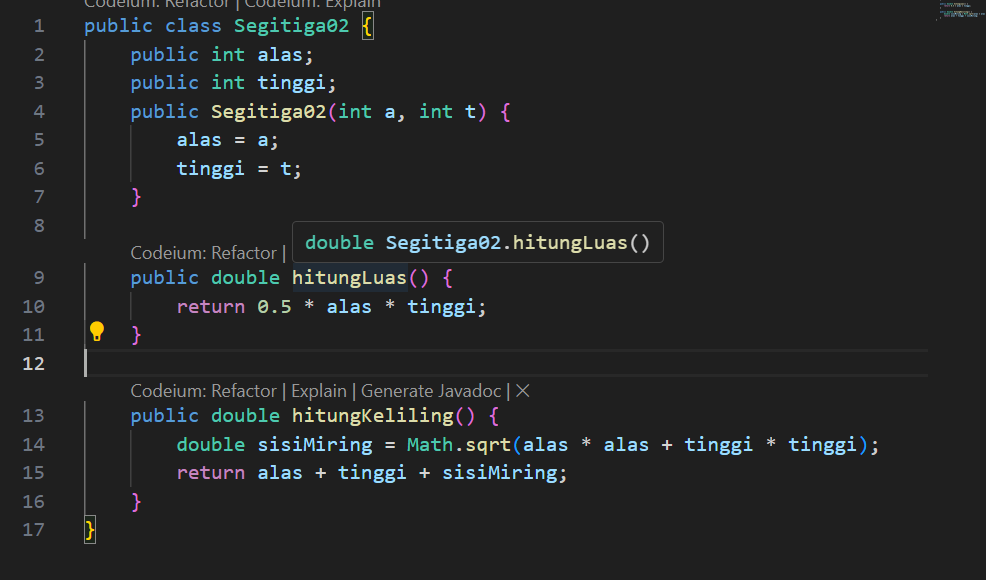 Codeium: Refactor | Codeium: Explain
1 public class Segitiga02 {
2 public int alas;
3 public int tinggi;
4 public Segitiga02(int a, int t) {
5 alas = a;
6 tinggi = t;
7 }
8
double Segitiga02.hitungLuas()
Codeium: Refactor |
9 public double hitungLuas() {
10 return 0.5 * alas * tinggi;
11 }
12
Codeium: Refactor | Explain | Generate Javadoc | ×
13 public double hitungKeliling() {
14 double sisiMiring = Math.sqrt(alas * alas + tinggi * tinggi);
15 return alas + tinggi + sisiMiring;
16 }
17 }